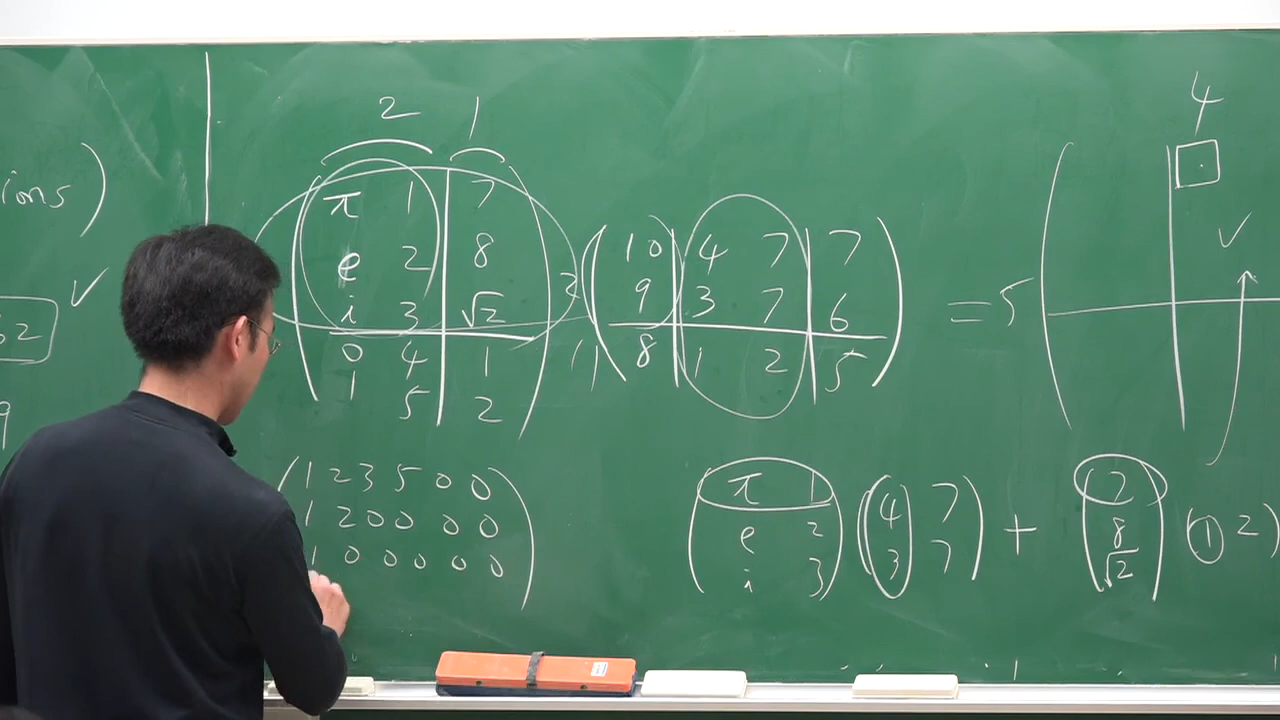 ions)
✓
52
9
2 1
π 1 7
e 2 8
i 3 √2
0 4 1
1 5 2
2
1
10 4 7 7
9 3 7 6
8 1 2 5
= 5
4
✓
1 2 3 5 0 0
1 2 0 0 0 0
1 0 0 0 0 0
(π 1) (4 7) + (7) (1 2)
e 2 3 7 8
i 3 √2